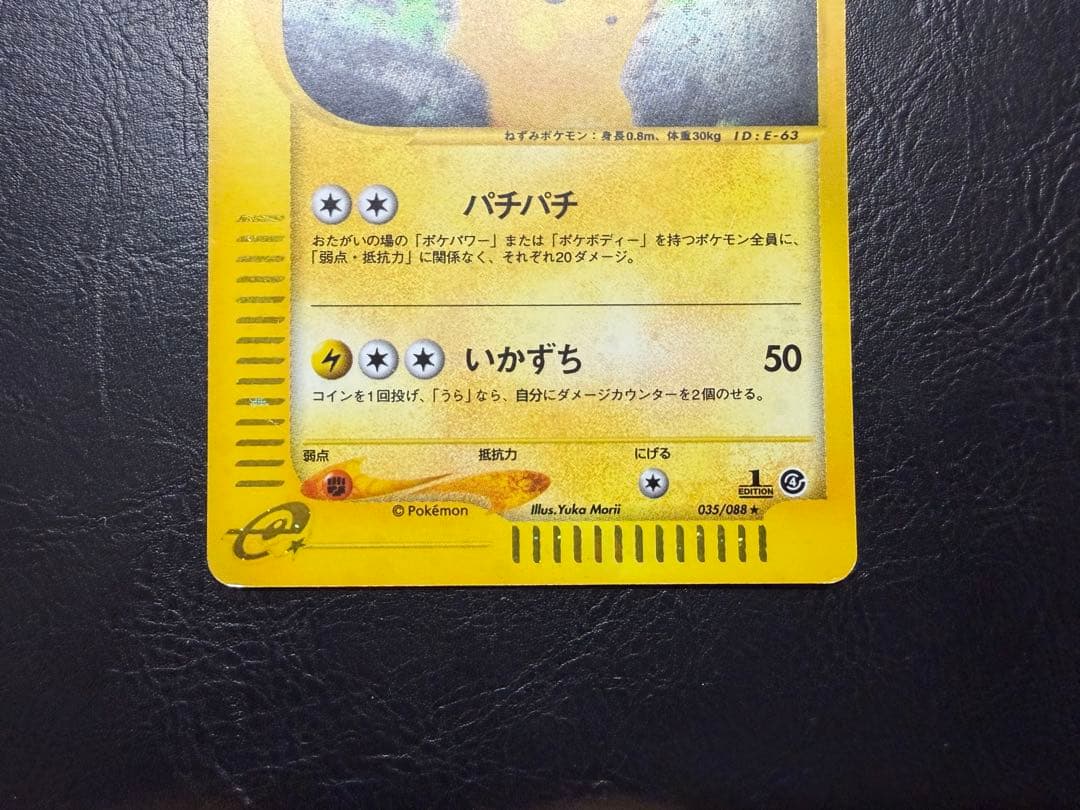 ねずみポケモン：身長0.8m、体重30kg ID：E-63
パチパチ
おたがいの場の「ポケパワー」または「ポケボディー」を持つポケモン全員に、
「弱点・抵抗力」に関係なく、それぞれ20ダメージ。
いかずち 50
コインを1回投げ、「うら」なら、自分にダメージカウンターを2個のせる。
弱点 抵抗力 にげる
1 EDITION 4
© Pokémon Illus.Yuka Morii 035/088 ★
e